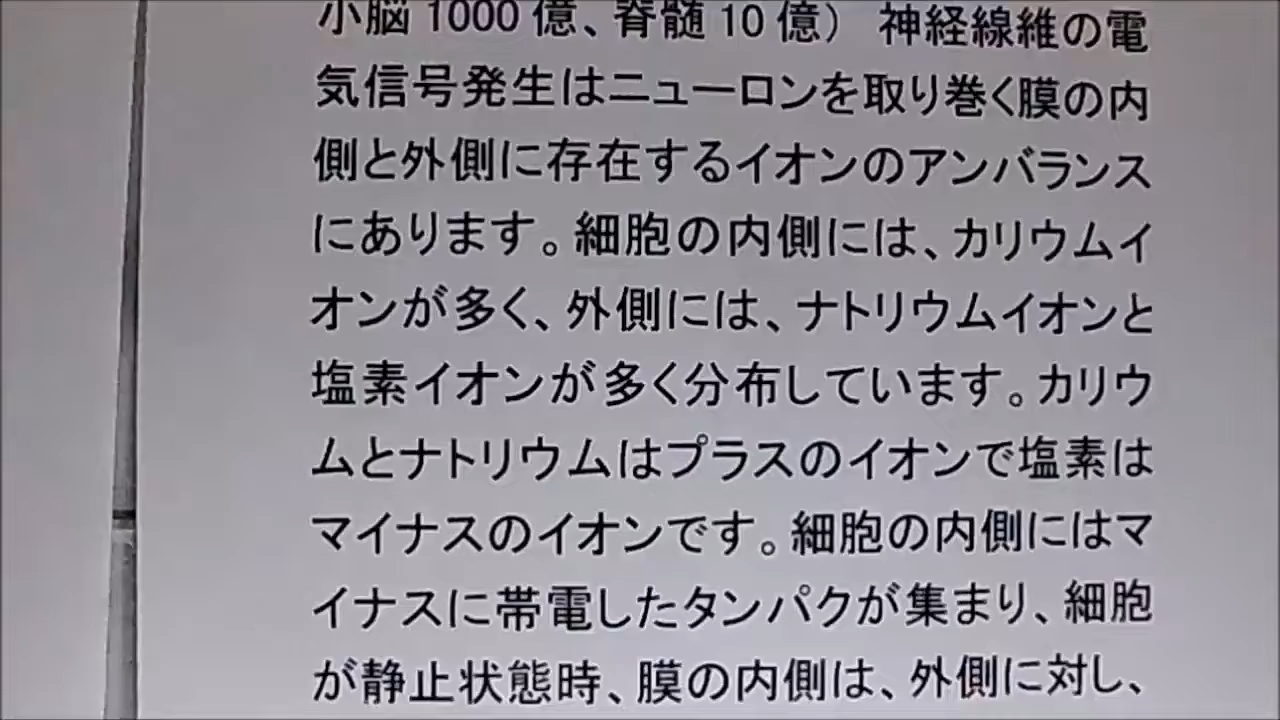 小脳 1000 億、脊髄 10 億） 神経線維の電
気信号発生はニューロンを取り巻く膜の内
側と外側に存在するイオンのアンバランス
にあります。細胞の内側には、カリウムイ
オンが多く、外側には、ナトリウムイオンと
塩素イオンが多く分布しています。カリウ
ムとナトリウムはプラスのイオンで塩素は
マイナスのイオンです。細胞の内側にはマ
イナスに帯電したタンパクが集まり、細胞
が静止状態時、膜の内側は、外側に対し、